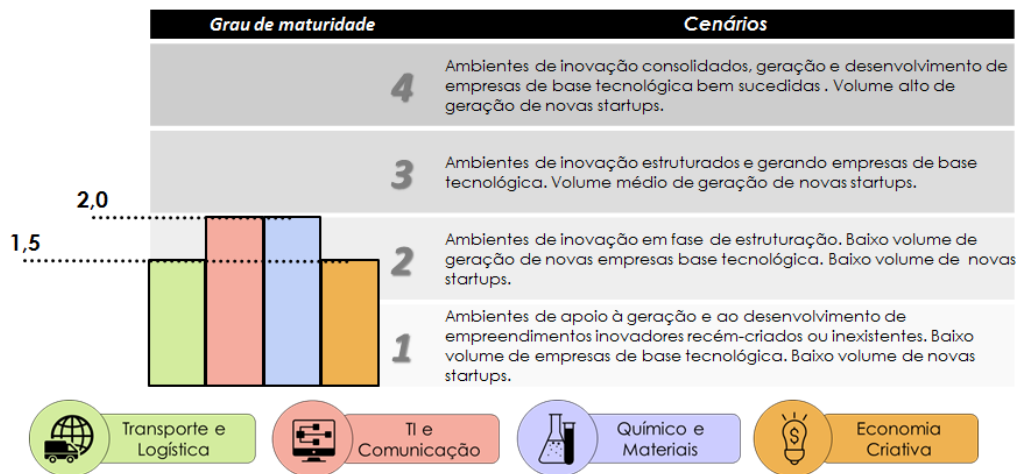 Grau de maturidade
Cenários
4
Ambientes de inovação consolidados, geração e desenvolvimento de
empresas de base tecnológica bem sucedidas . Volume alto de
geração de novas startups.
3
Ambientes de inovação estruturados e gerando empresas de base
tecnológica. Volume médio de geração de novas startups.
2,0
1,5
2
Ambientes de inovação em fase de estruturação. Baixo volume de
geração de novas empresas base tecnológica. Baixo volume de novas
startups.
1
Ambientes de apoio à geração e ao desenvolvimento de
empreendimentos inovadores recém-criados ou inexistentes. Baixo
volume de empresas de base tecnológica. Baixo volume de novas
startups.
Transporte e
Logística
TI e
Comunicação
Químico e
Materiais
$
Economia
Criativa